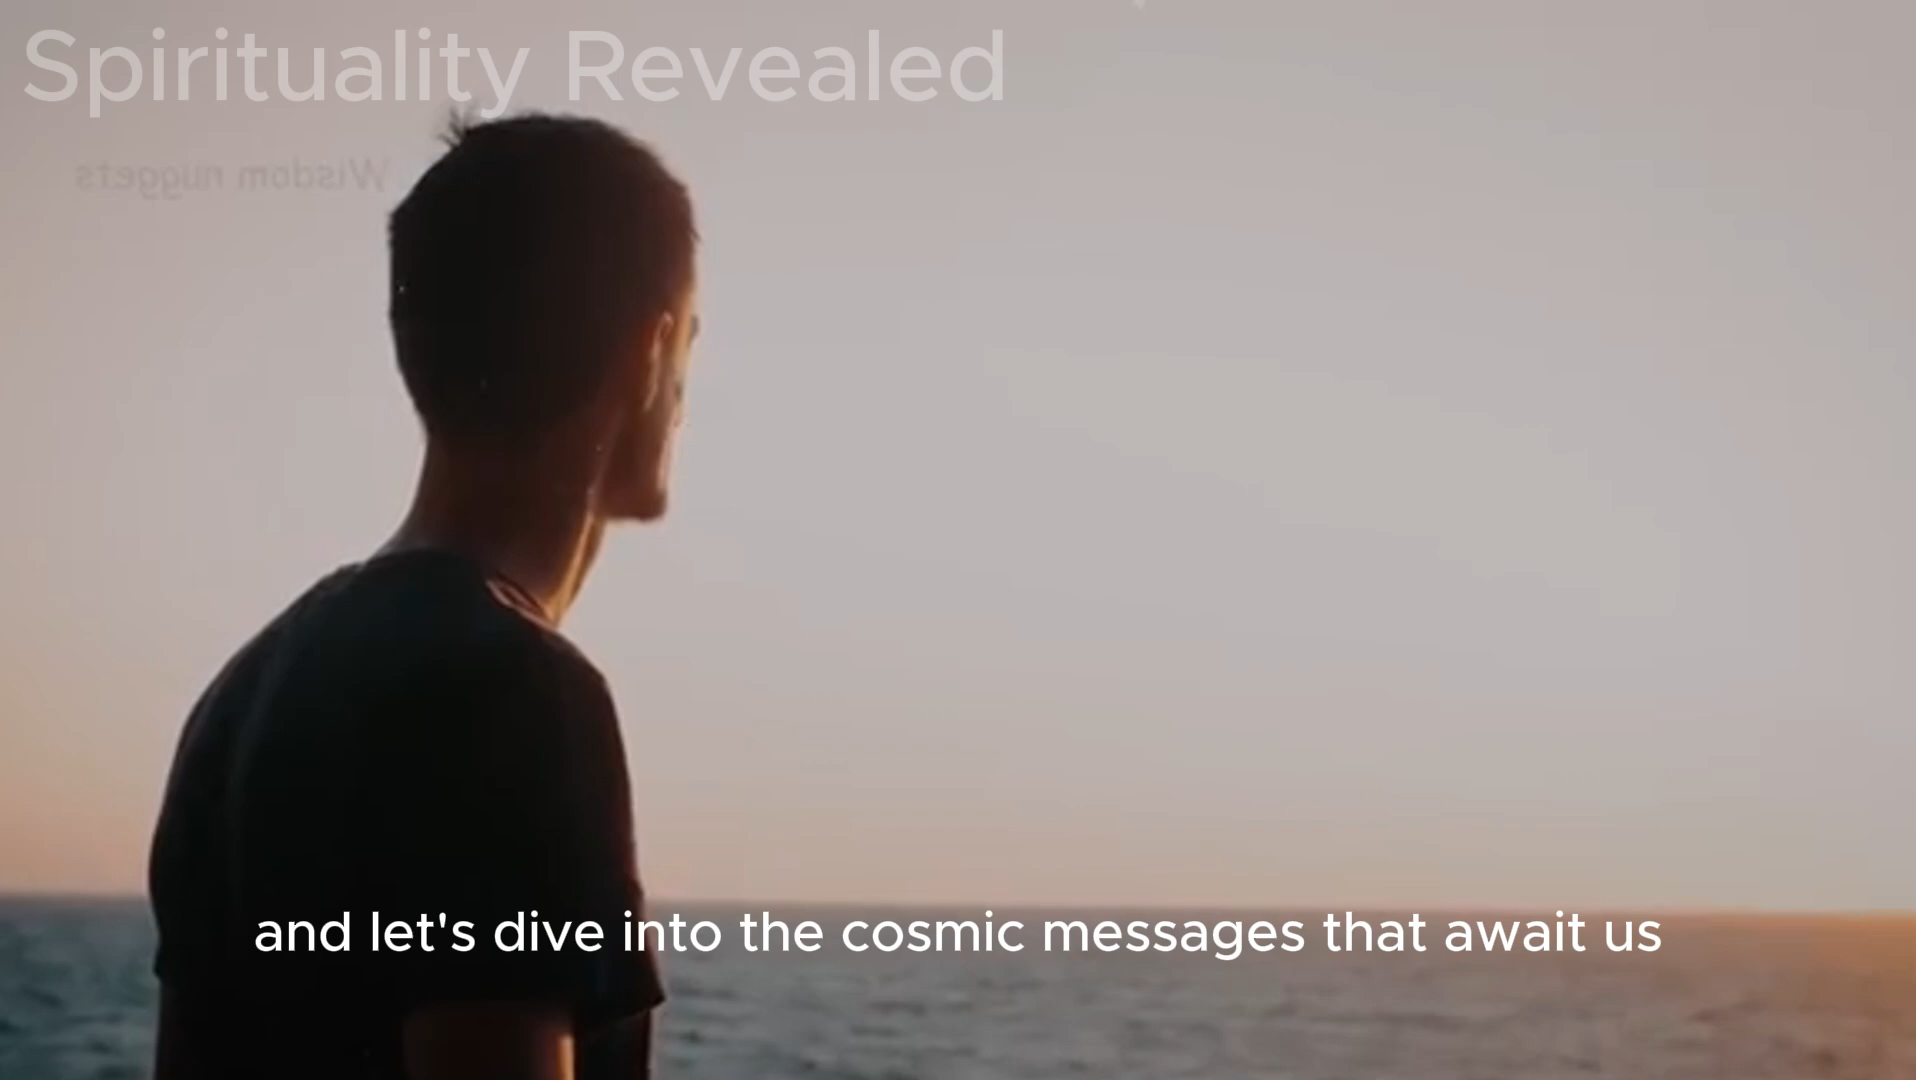 Spirituality Revealed
Wisdom nuggets
and let's dive into the cosmic messages that await us